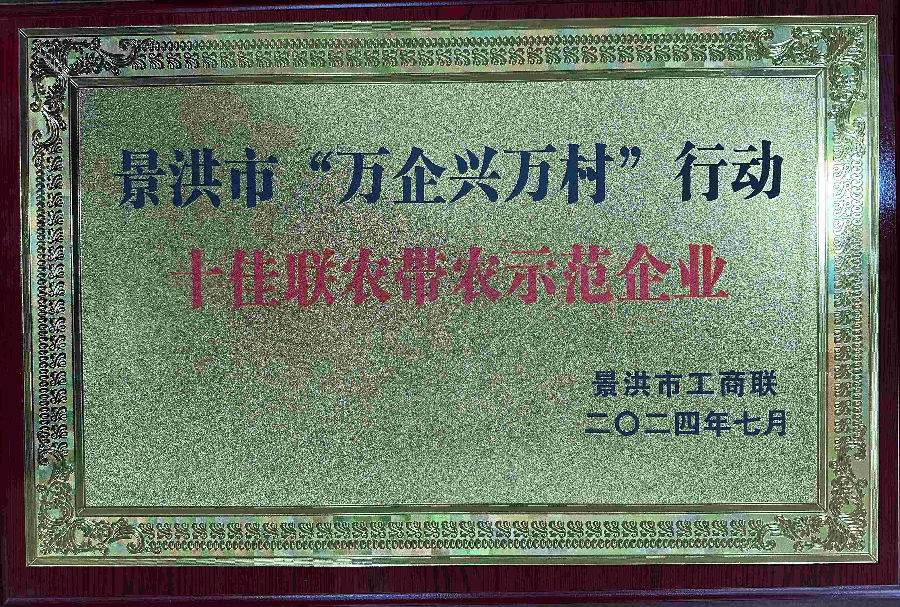 景洪市“万企兴万村”行动
十佳联农带农示范企业
景洪市工商联
二〇二四年七月